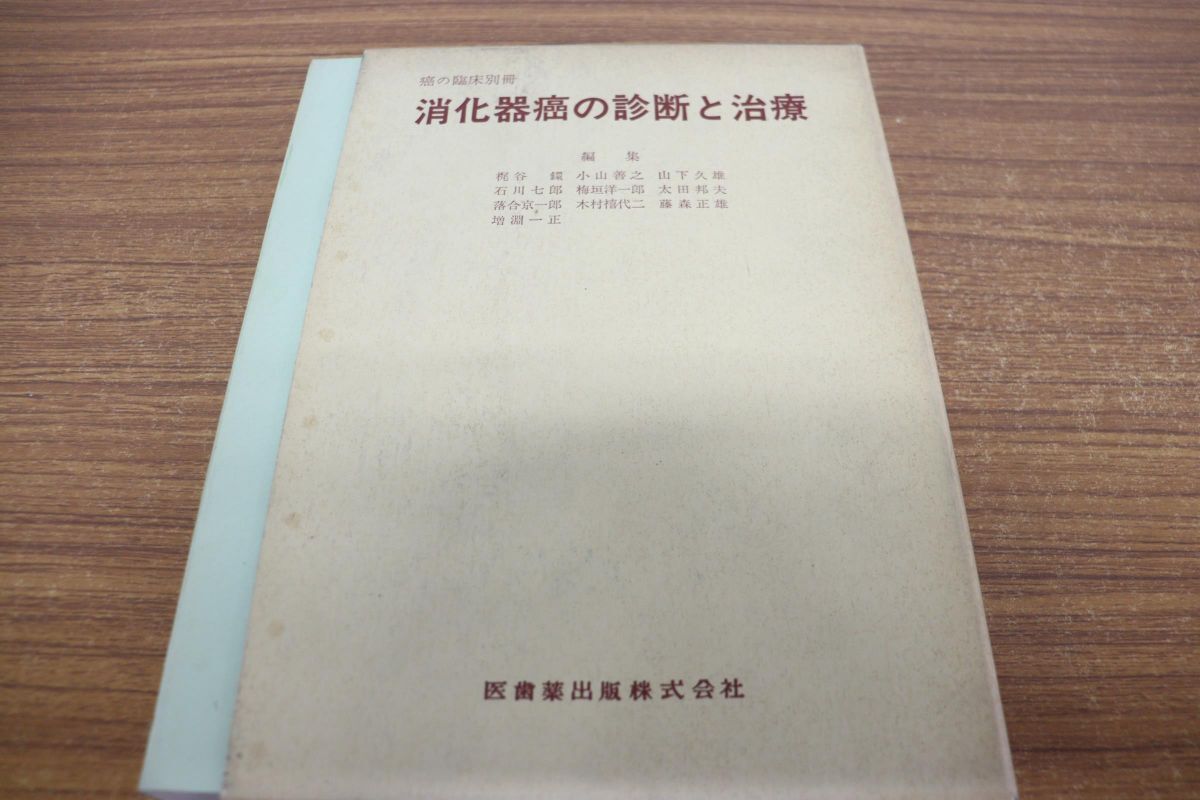 癌の臨床別冊
消化器癌の診断と治療
編集
梶谷 鐶 小山善之 山下久雄
石川七郎 梅垣洋一郎 太田邦夫
落合京一郎 木村禧代二 藤森正雄
増淵一正
医歯薬出版株式会社